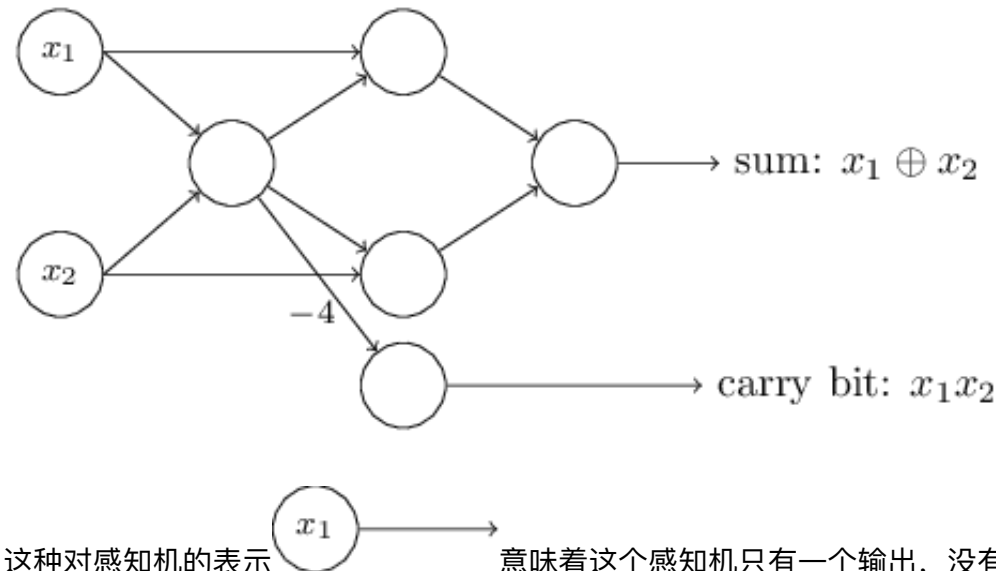 x₁
sum: x₁ ⊕ x₂
x₂
−4
carry bit: x₁x₂
x₁
这种对感知机的表示 意味着这个感知机只有一个输出，没有